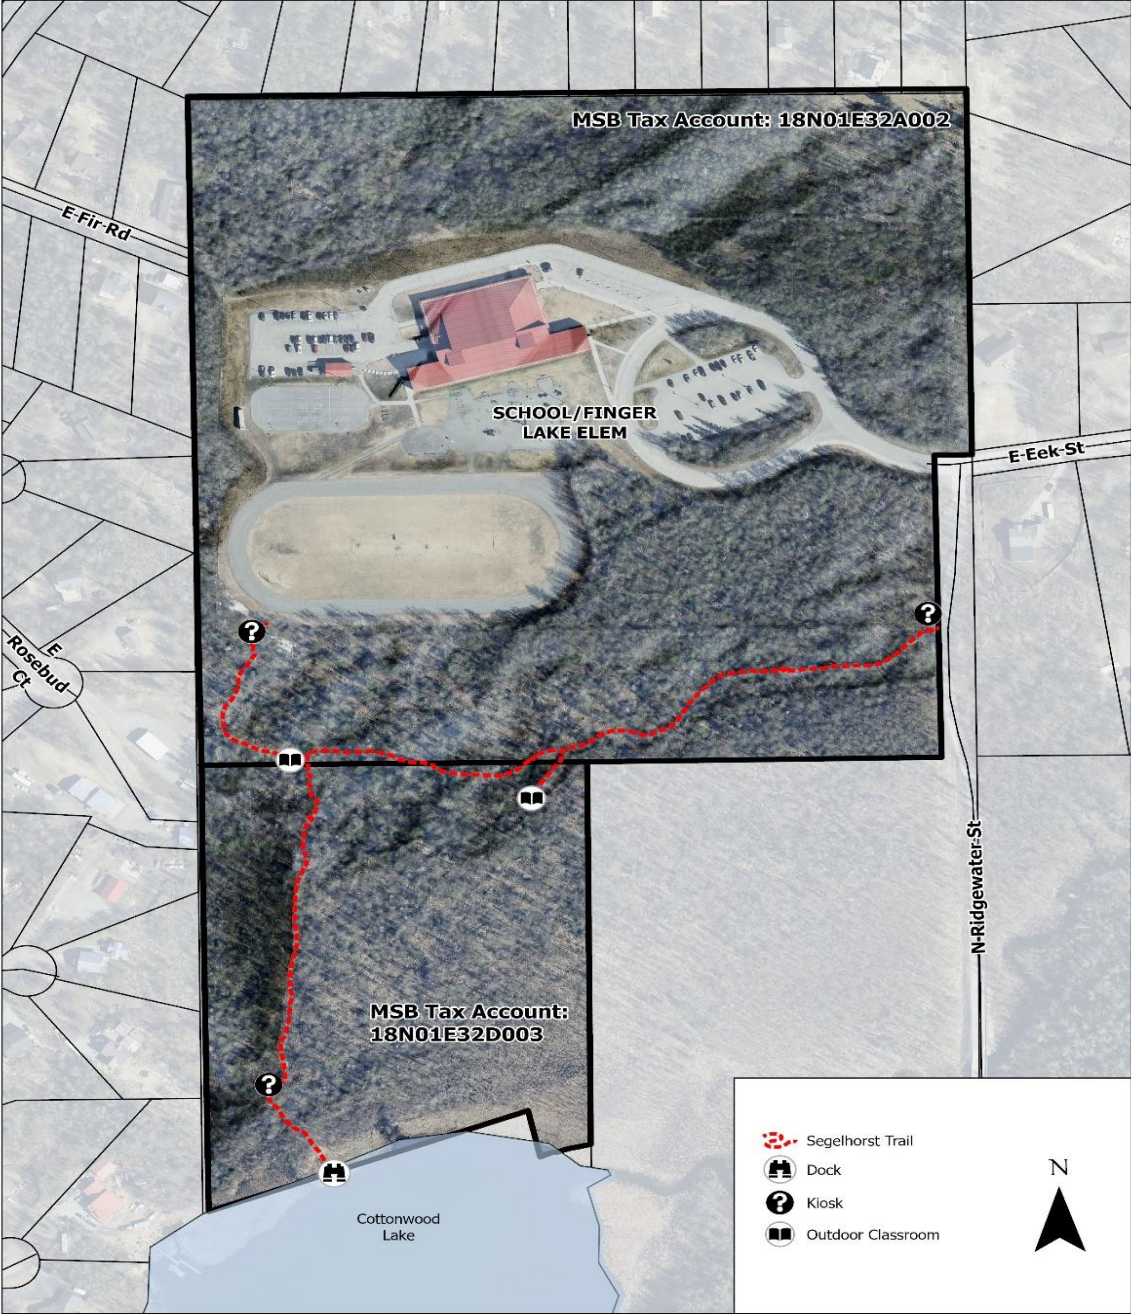 MSB Tax Account: 18N01E32A002
E Fir Rd
SCHOOL/FINGER
LAKE ELEM
E Eek St
E
Rosebud
Ct
N Ridgewater St
MSB Tax Account:
18N01E32D003
Cottonwood
Lake
Segelhorst Trail
Dock
? Kiosk
Outdoor Classroom
N
?
?
?